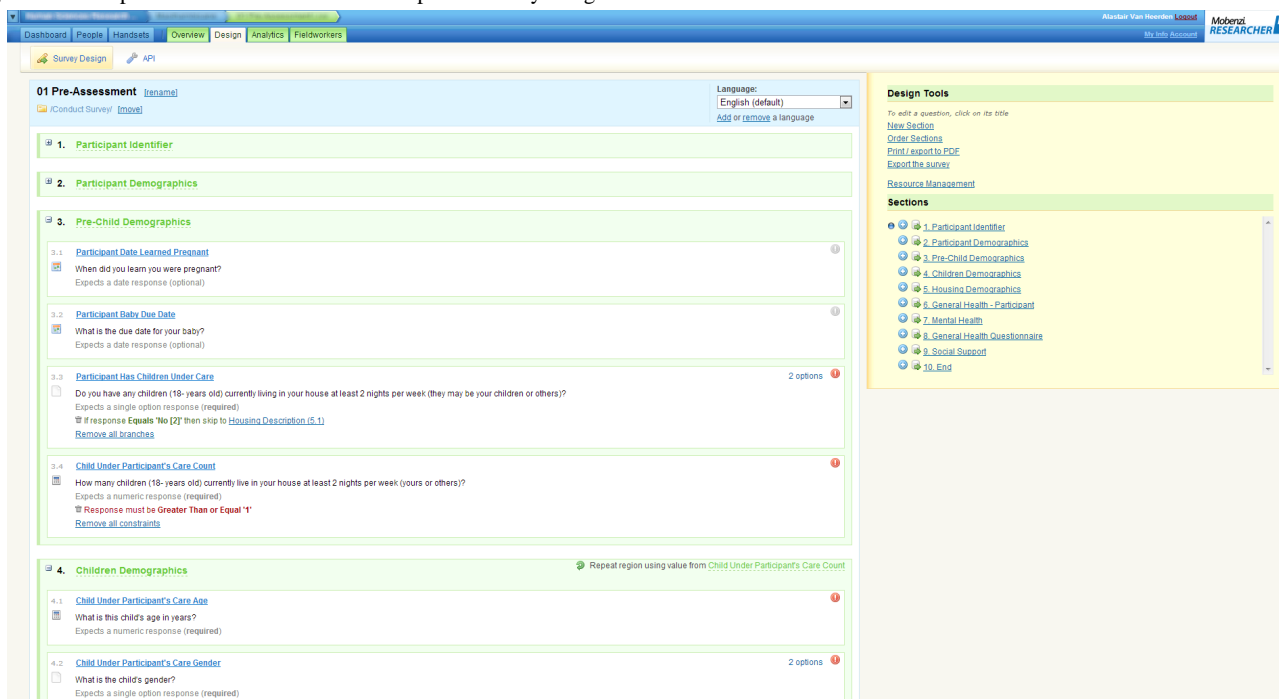 Alastair Van Heerden Logout
Mobenzi
RESEARCHER
Dashboard People Handsets Overview Design Analytics Fieldworkers
My Info Account
Survey Design API
01 Pre-Assessment [rename]
/Conduct Survey/ [move]
Language:
English (default)
Add or remove a language
1. Participant Identifier
2. Participant Demographics
3. Pre-Child Demographics
3.1 Participant Date Learned Pregnant
When did you learn you were pregnant?
Expects a date response (optional)
3.2 Participant Baby Due Date
What is the due date for your baby?
Expects a date response (optional)
3.3 Participant Has Children Under Care 2 options
Do you have any children (18- years old) currently living in your house at least 2 nights per week (they may be your children or others)?
Expects a single option response (required)
If response Equals 'No [2]' then skip to Housing Description (5.1)
Remove all branches
3.4 Child Under Participant's Care Count
How many children (18- years old) currently live in your house at least 2 nights per week (yours or others)?
Expects a numeric response (required)
Response must be Greater Than or Equal '1'
Remove all constraints
4. Children Demographics Repeat region using value from Child Under Participant's Care Count
4.1 Child Under Participant's Care Age
What is this child's age in years?
Expects a numeric response (required)
4.2 Child Under Participant's Care Gender 2 options
What is the child's gender?
Expects a single option response (required)
Design Tools
To edit a question, click on its title
New Section
Order Sections
Print / export to PDF
Export the survey
Resource Management
Sections
1. Participant Identifier
2. Participant Demographics
3. Pre-Child Demographics
4. Children Demographics
5. Housing Demographics
6. General Health - Participant
7. Mental Health
8. General Health Questionnaire
9. Social Support
10. End